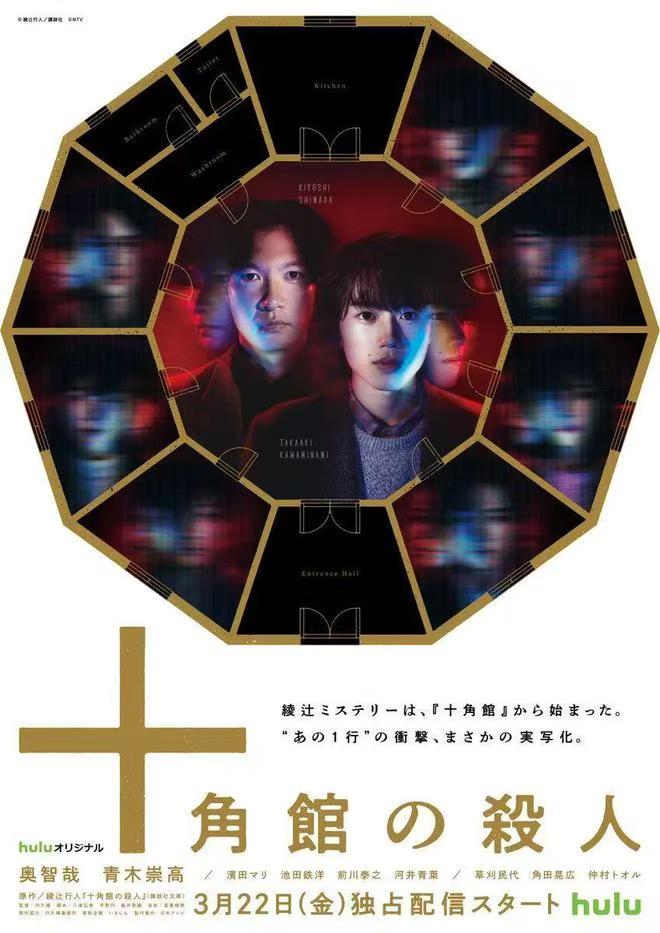 ©綾辻行人／講談社 ©NTV
Toilet
Kitchen
Bathroom
Washroom
KIYOSHI
SHIMADA
TAKAAKI
KAWAMINAMI
Entrance Hall
綾辻ミステリーは、『十角館』から始まった。
“あの1行”の衝撃、まさかの実写化。
十角館の殺人
huluオリジナル
奥智哉 青木崇高 ／ 濱田マリ 池田鉄洋 前川泰之 河井青葉 ／ 草刈民代 角田晃広 仲村トオル
原作／綾辻行人『十角館の殺人』(講談社文庫)
3月22日(金)独占配信スタート hulu